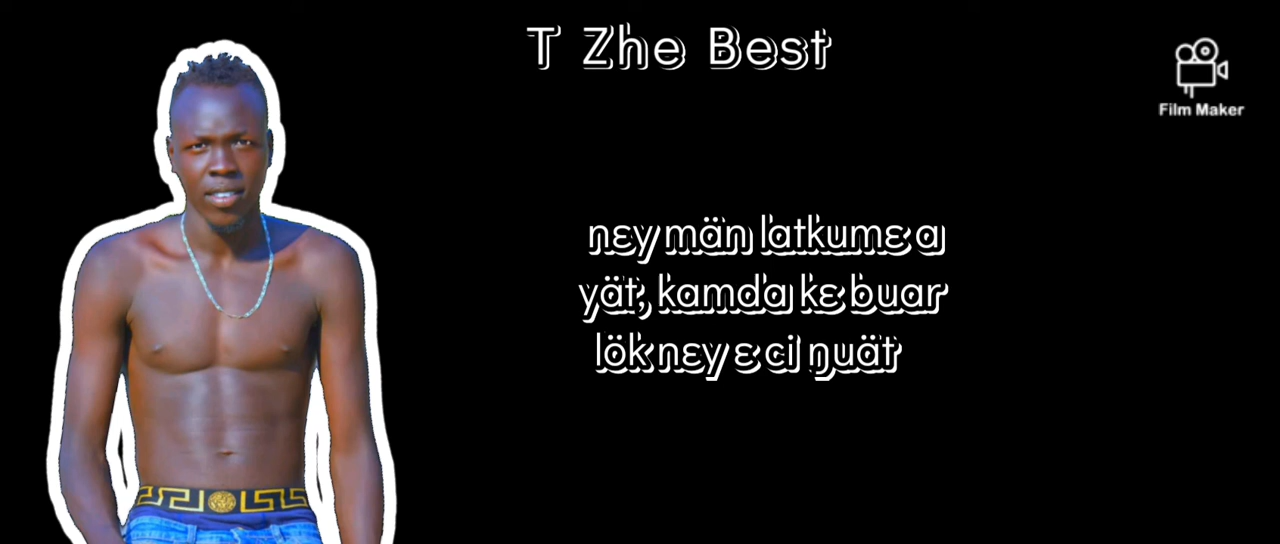 T Zhe Best
Film Maker
nɛy män latkumɛ a
yät, kamda kɛ buar
lök nɛy ɛ ci ŋuät